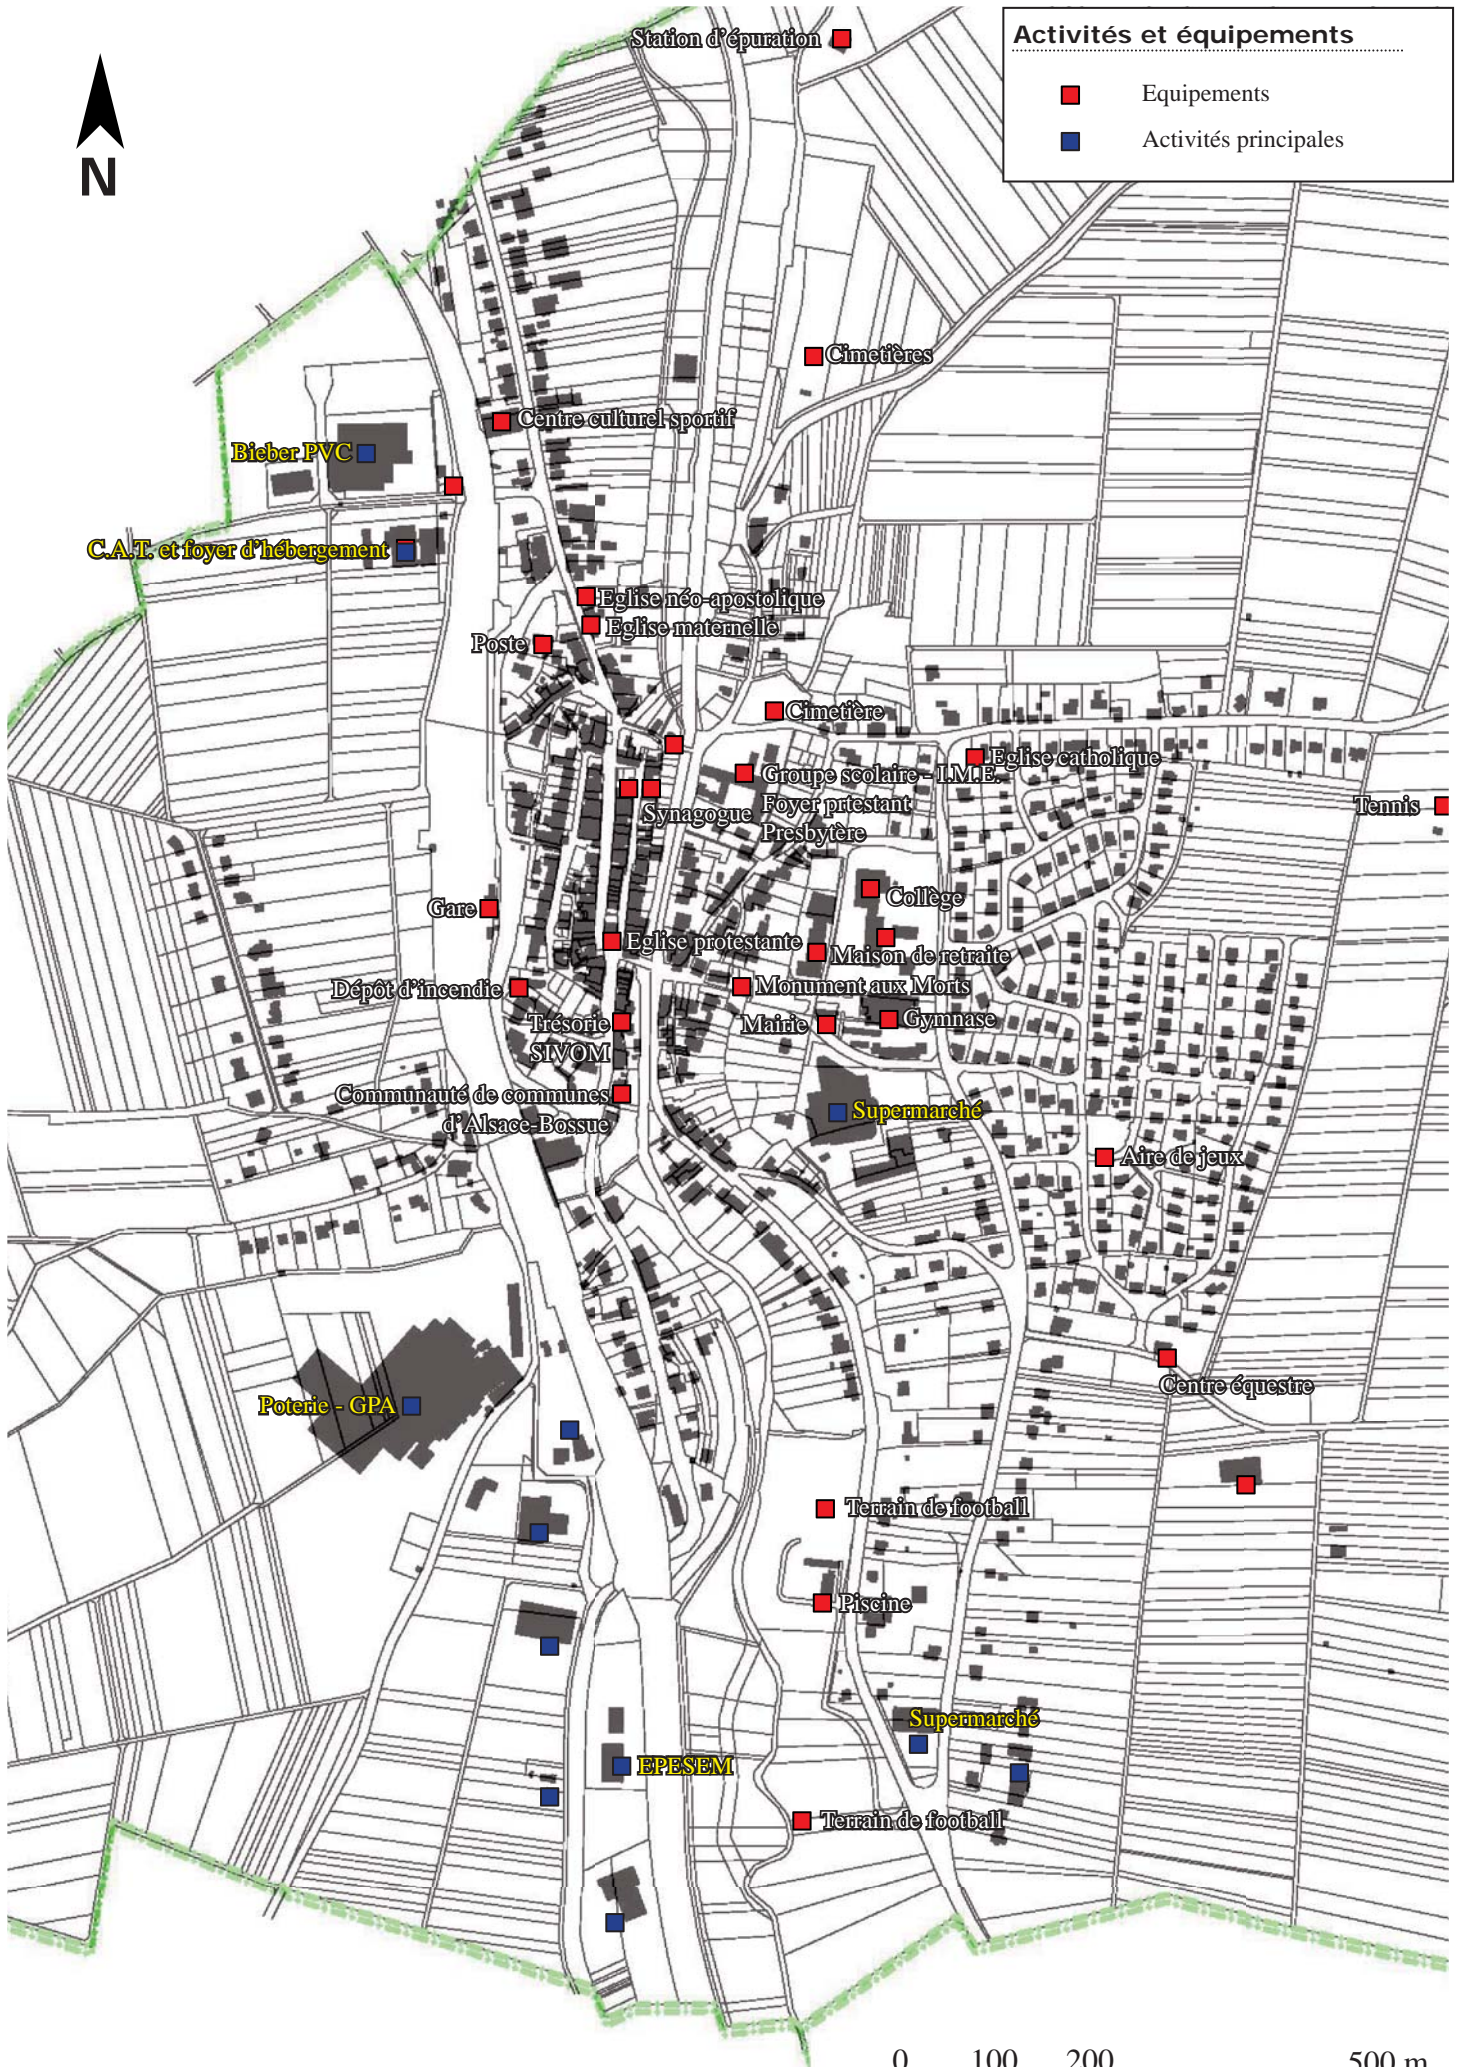 Station d'épuration
Activités et équipements
Equipements
Activités principales
N
Cimetières
Centre culturel sportif
Bieber PVC
C.A.T. et foyer d'hébergement
Eglise néo-apostolique
Eglise maternelle
Poste
Cimetière
Eglise catholique
Groupe scolaire - I.M.E.
Foyer prtestant
Presbytère
Synagogue
Tennis
Collège
Gare
Eglise protestante
Maison de retraite
Dépôt d'incendie
Monument aux Morts
Trésorie
SIVOM
Mairie
Gymnase
Communauté de communes
d'Alsace-Bossue
Supermarché
Aire de jeux
Centre équestre
Poterie - GPA
Terrain de football
Piscine
Supermarché
EPESEM
Terrain de football
0 100 200 500 m